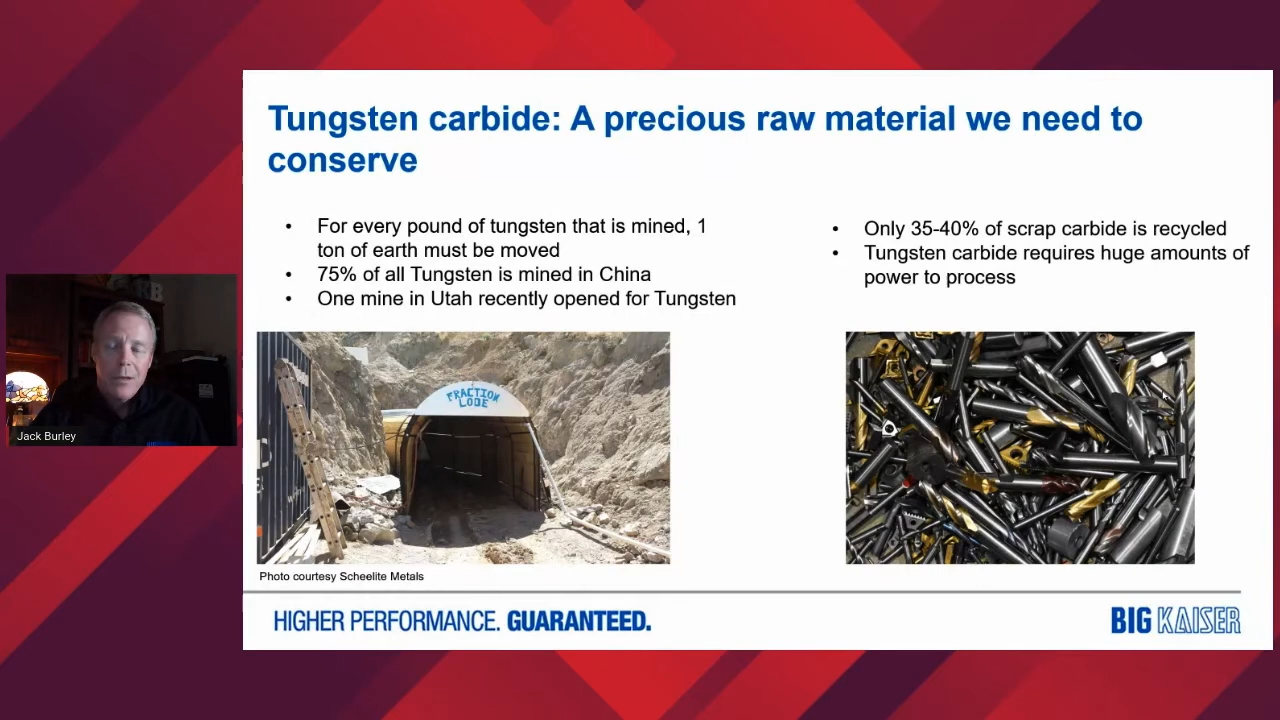 Tungsten carbide: A precious raw material we need to
conserve
• For every pound of tungsten that is mined, 1
ton of earth must be moved
• 75% of all Tungsten is mined in China
• One mine in Utah recently opened for Tungsten
• Only 35-40% of scrap carbide is recycled
• Tungsten carbide requires huge amounts of
power to process
FRACTION
LODE
Photo courtesy Scheelite Metals
Jack Burley
HIGHER PERFORMANCE. GUARANTEED.
BIG KAISER